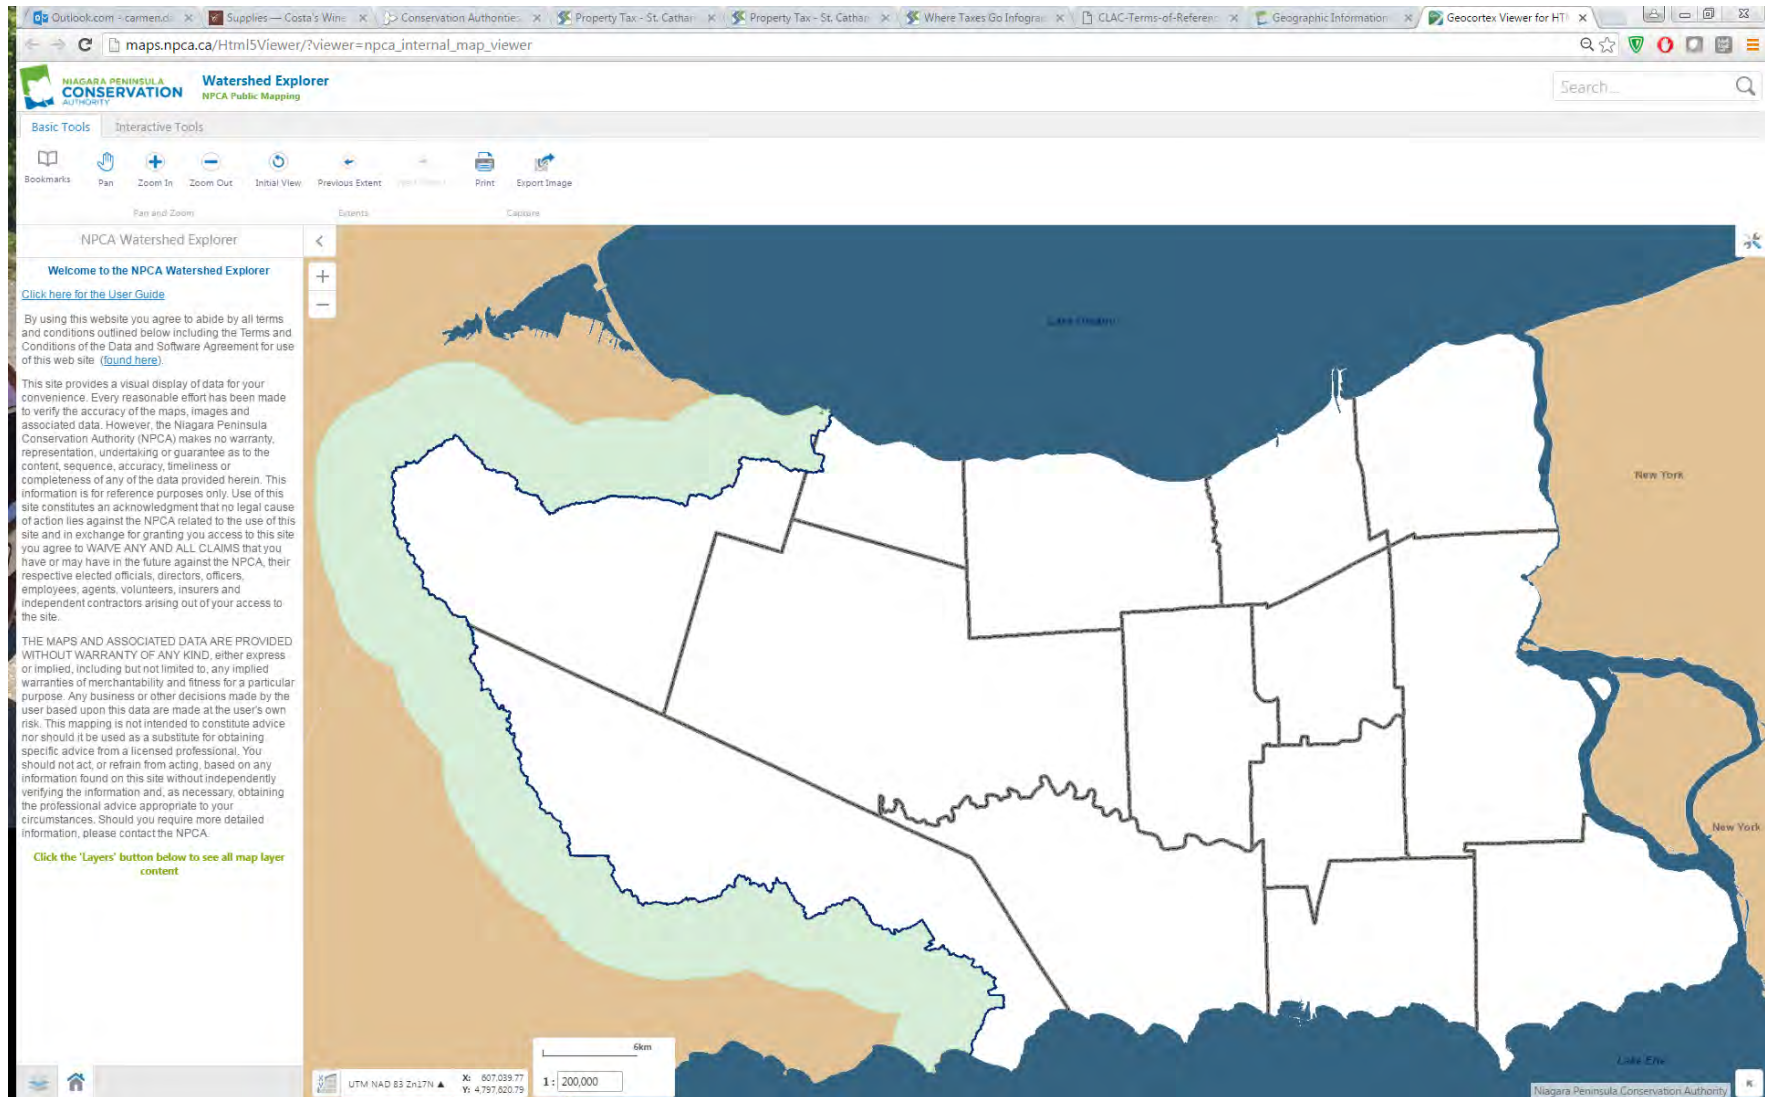 Outlook.com - carmen.d
Supplies — Costa's Wine
Conservation Authorities
Property Tax - St. Cathar
Property Tax - St. Cathar
Where Taxes Go Infogra
CLAC-Terms-of-Referenc
Geographic Information
Geocortex Viewer for HT
maps.npca.ca/Html5Viewer/?viewer=npca_internal_map_viewer
NIAGARA PENINSULA
CONSERVATION
AUTHORITY
Watershed Explorer
NPCA Public Mapping
Search...
Basic Tools
Interactive Tools
Bookmarks
Pan
Zoom In
Zoom Out
Initial View
Previous Extent
Print
Export Image
Pan and Zoom
Extents
Capture
NPCA Watershed Explorer
Welcome to the NPCA Watershed Explorer
Click here for the User Guide
By using this website you agree to abide by all terms
and conditions outlined below including the Terms and
Conditions of the Data and Software Agreement for use
of this web site (found here).
This site provides a visual display of data for your
convenience. Every reasonable effort has been made
to verify the accuracy of the maps, images and
associated data. However, the Niagara Peninsula
Conservation Authority (NPCA) makes no warranty,
representation, undertaking or guarantee as to the
content, sequence, accuracy, timeliness or
completeness of any of the data provided herein. This
information is for reference purposes only. Use of this
site constitutes an acknowledgment that no legal cause
of action lies against the NPCA related to the use of this
site and in exchange for granting you access to this site
you agree to WAIVE ANY AND ALL CLAIMS that you
have or may have in the future against the NPCA, their
respective elected officials, directors, officers,
employees, agents, volunteers, insurers and
independent contractors arising out of your access to
the site.
THE MAPS AND ASSOCIATED DATA ARE PROVIDED
WITHOUT WARRANTY OF ANY KIND, either express
or implied, including but not limited to, any implied
warranties of merchantability and fitness for a particular
purpose. Any business or other decisions made by the
user based upon this data are made at the user's own
risk. This mapping is not intended to constitute advice
nor should it be used as a substitute for obtaining
specific advice from a licensed professional. You
should not act, or refrain from acting, based on any
information found on this site without independently
verifying the information and, as necessary, obtaining
the professional advice appropriate to your
circumstances. Should you require more detailed
information, please contact the NPCA.
Click the 'Layers' button below to see all map layer
content
Lake Ontario
New York
New York
Lake Erie
6km
1 : 200,000
UTM NAD 83 Zn17N
X: 607,039.77
Y: 4,797,620.79
Niagara Peninsula Conservation Authority